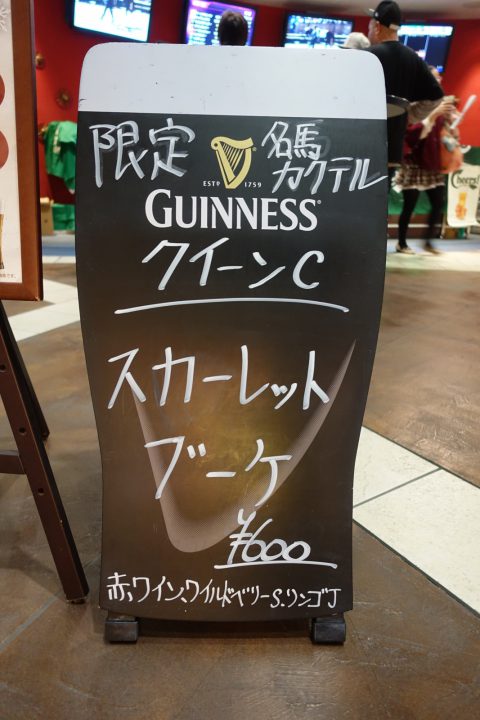 限定
名馬
カクテル
ESTD 1759
GUINNESS
クイーンC
スカーレット
ブーケ
¥600
赤ワイン、ワイルドベリーS、リンゴJ
Cheers!